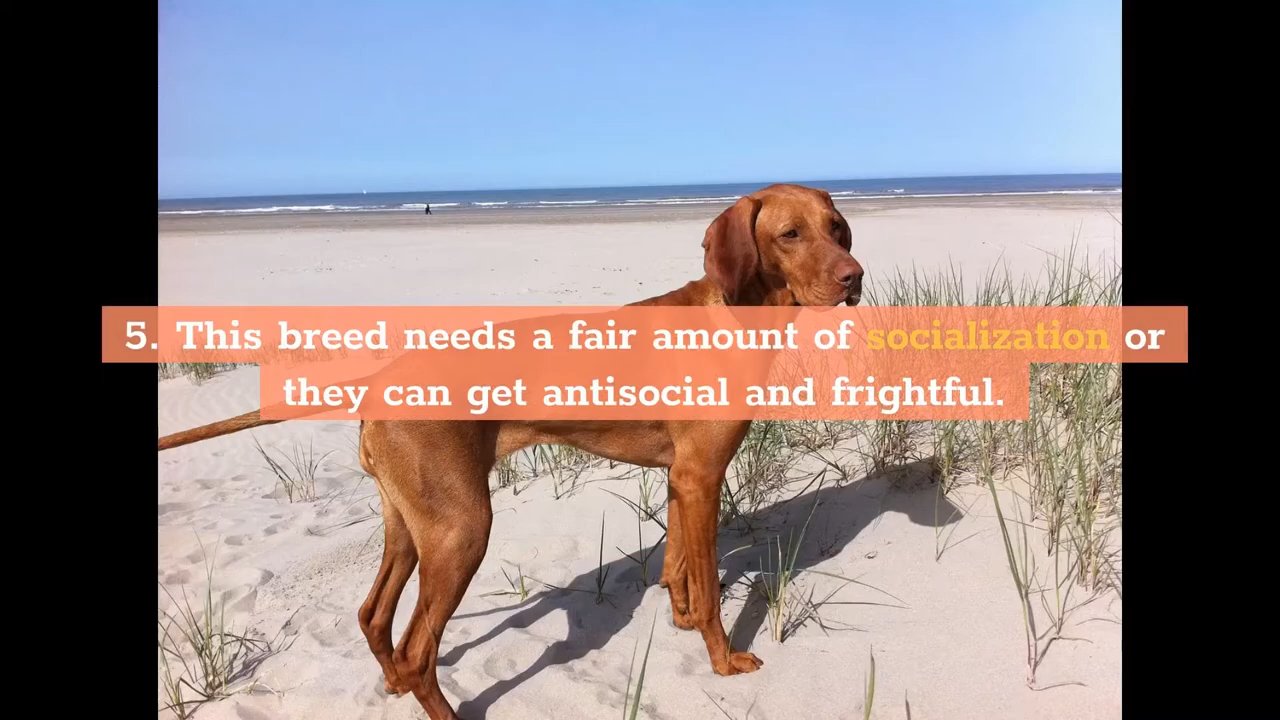 5. This breed needs a fair amount of socialization or
they can get antisocial and frightful.